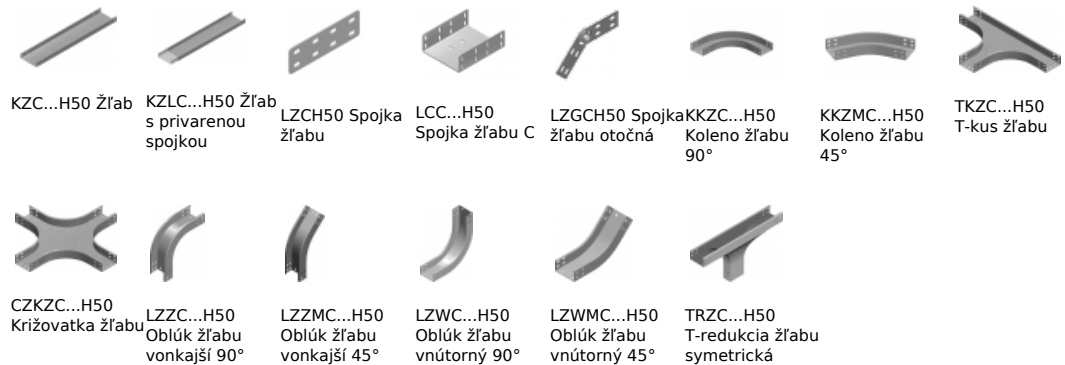 KZC...H50 Žľab
KZLC...H50 Žľab
s privarenou
spojkou
LZCH50 Spojka
žľabu
LCC...H50
Spojka žľabu C
LZGCH50 Spojka
žľabu otočná
KKZC...H50
Koleno žľabu
90°
KKZMC...H50
Koleno žľabu
45°
TKZC...H50
T-kus žľabu
CZKZC...H50
Križovatka žľabu
LZZC...H50
Oblúk žľabu
vonkajší 90°
LZZMC...H50
Oblúk žľabu
vonkajší 45°
LZWC...H50
Oblúk žľabu
vnútorný 90°
LZWMC...H50
Oblúk žľabu
vnútorný 45°
TRZC...H50
T-redukcia žľabu
symetrická